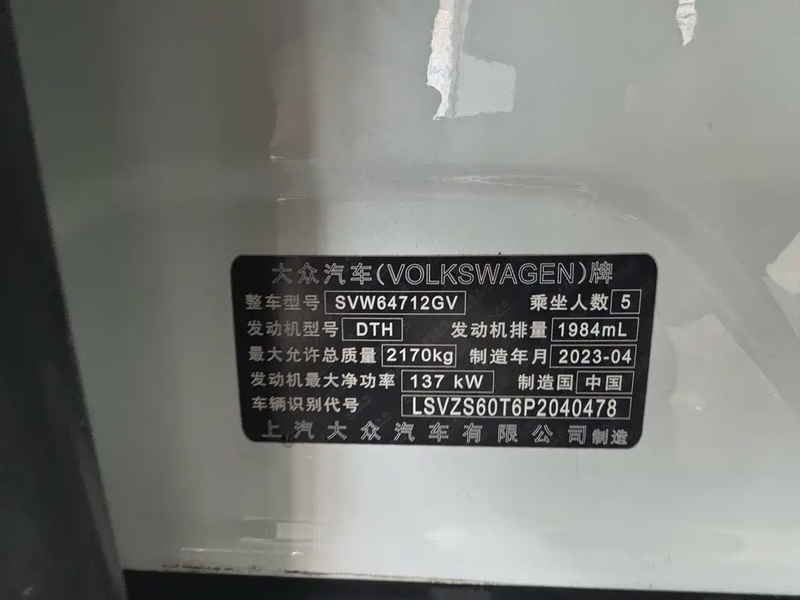 大众汽车(VOLKSWAGEN)牌
整车型号 SVW64712GV 乘坐人数 5
发动机型号 DTH 发动机排量 1984mL
最大允许总质量 2170kg 制造年月 2023-04
发动机最大净功率 137 kW 制造国 中国
车辆识别代号 LSVZS60T6P2040478
上汽大众汽车有限公司制造